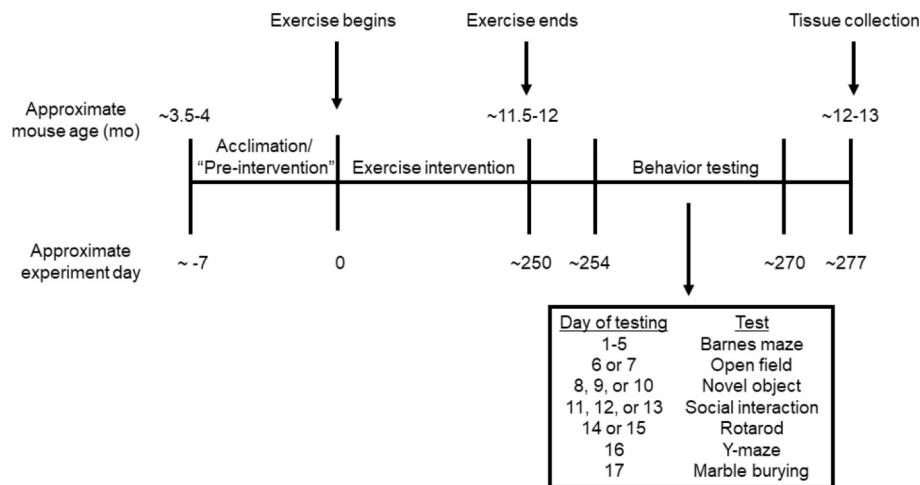 Exercise begins Exercise ends Tissue collection
Approximate
mouse age (mo)
~3.5-4 ~11.5-12 ~12-13
Acclimation/
“Pre-intervention” Exercise intervention Behavior testing
Approximate
experiment day
~ -7 0 ~250 ~254 ~270 ~277
Day of testing Test
1-5 Barnes maze
6 or 7 Open field
8, 9, or 10 Novel object
11, 12, or 13 Social interaction
14 or 15 Rotarod
16 Y-maze
17 Marble burying